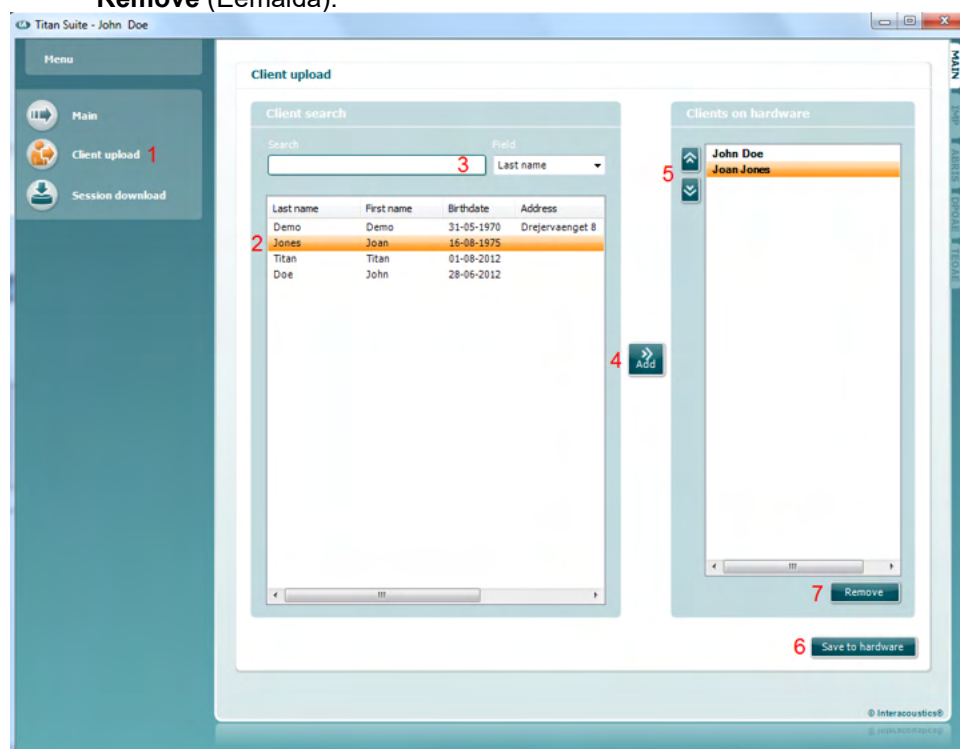 Remove (Eemalda).
Titan Suite - John Doe
Menu
Main
Client upload 1
Session download
Client upload
Client search
Search Field
3 Last name
Last name First name Birthdate Address
Demo Demo 31-05-1970 Drejervaenget 8
2 Jones Joan 16-08-1975
Titan Titan 01-08-2012
Doe John 28-06-2012
4 Add
Clients on hardware
5
John Doe
Joan Jones
7 Remove
6 Save to hardware
© Interacoustics®
MAIN
IMP
ABRIS
DPOAE
TEOAE